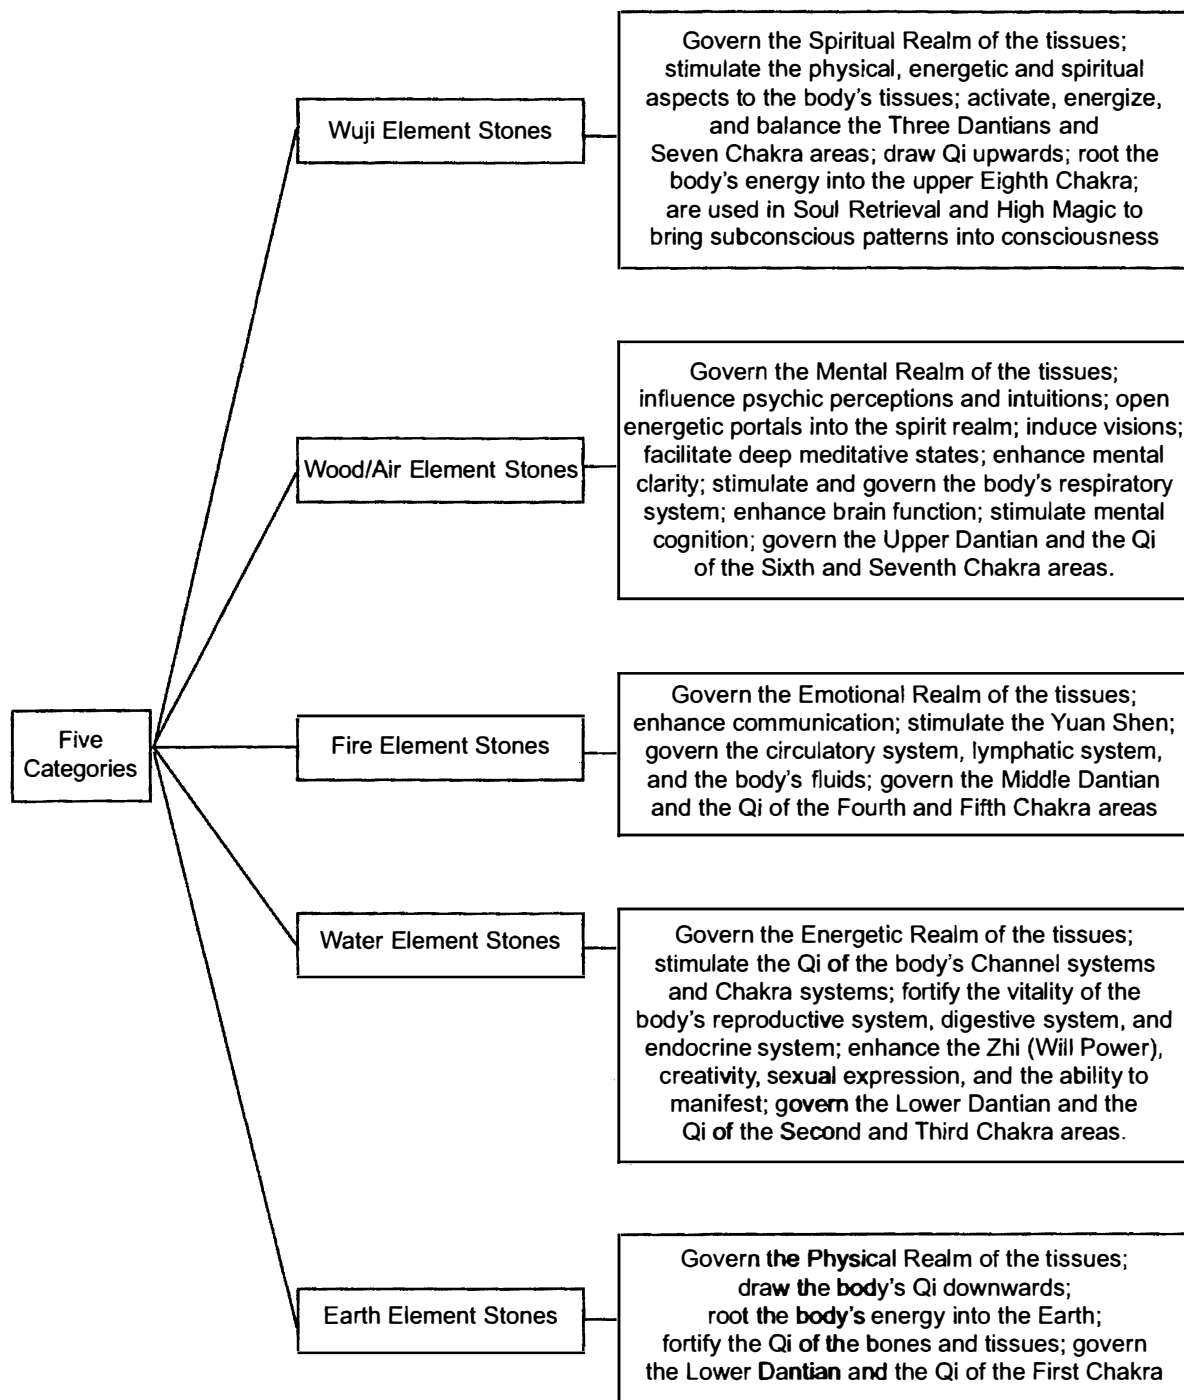 Five
Categories
Wuji Element Stones
Govern the Spiritual Realm of the tissues;
stimulate the physical, energetic and spiritual
aspects to the body's tissues; activate, energize,
and balance the Three Dantians and
Seven Chakra areas; draw Qi upwards; root the
body's energy into the upper Eighth Chakra;
are used in Soul Retrieval and High Magic to
bring subconscious patterns into consciousness
Wood/Air Element Stones
Govern the Mental Realm of the tissues;
influence psychic perceptions and intuitions; open
energetic portals into the spirit realm; induce visions;
facilitate deep meditative states; enhance mental
clarity; stimulate and govern the body's respiratory
system; enhance brain function; stimulate mental
cognition; govern the Upper Dantian and the Qi
of the Sixth and Seventh Chakra areas.
Fire Element Stones
Govern the Emotional Realm of the tissues;
enhance communication; stimulate the Yuan Shen;
govern the circulatory system, lymphatic system,
and the body's fluids; govern the Middle Dantian
and the Qi of the Fourth and Fifth Chakra areas
Water Element Stones
Govern the Energetic Realm of the tissues;
stimulate the Qi of the body's Channel systems
and Chakra systems; fortify the vitality of the
body's reproductive system, digestive system, and
endocrine system; enhance the Zhi (Will Power),
creativity, sexual expression, and the ability to
manifest; govern the Lower Dantian and the
Qi of the Second and Third Chakra areas.
Earth Element Stones
Govern the Physical Realm of the tissues;
draw the body's Qi downwards;
root the body's energy into the Earth;
fortify the Qi of the bones and tissues; govern
the Lower Dantian and the Qi of the First Chakra